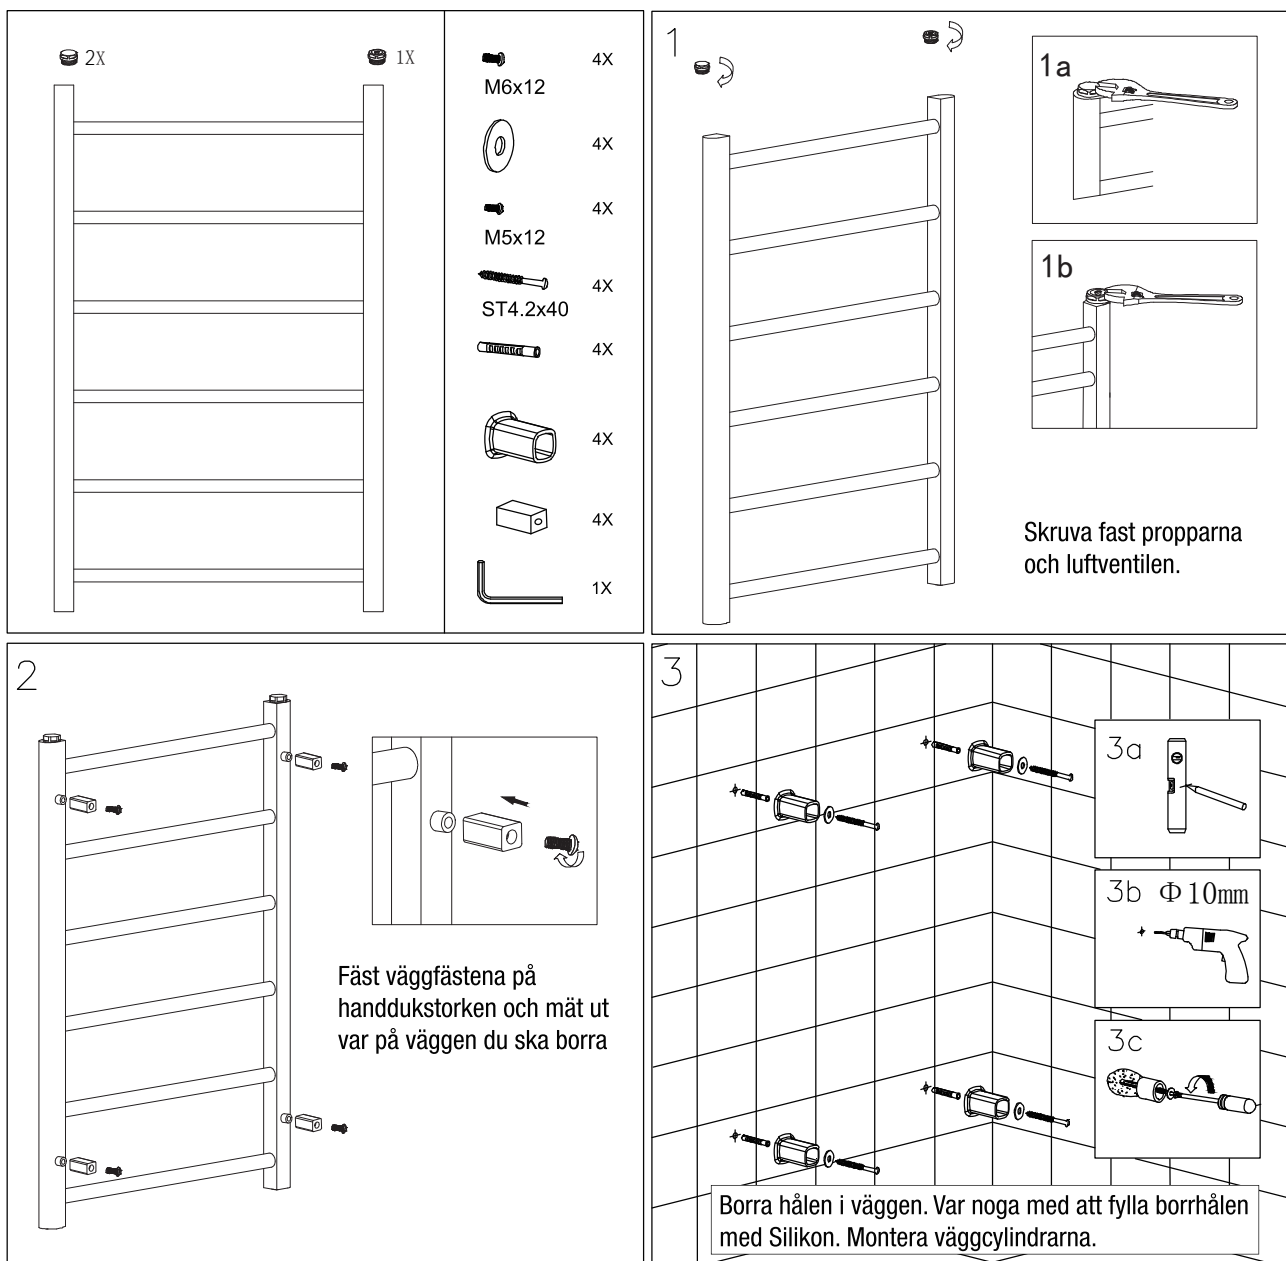 2X
1X
4X
M6x12
4X
4X
M5x12
4X
ST4.2x40
4X
4X
4X
1X
1
1a
1b
Skruva fast propparna
och luftventilen.
2
Fäst väggfästena på
handdukstorken och mät ut
var på väggen du ska borra
3
3a
3b Φ10mm
3c
Borra hålen i väggen. Var noga med att fylla borrhålen
med Silikon. Montera väggcylindrarna.